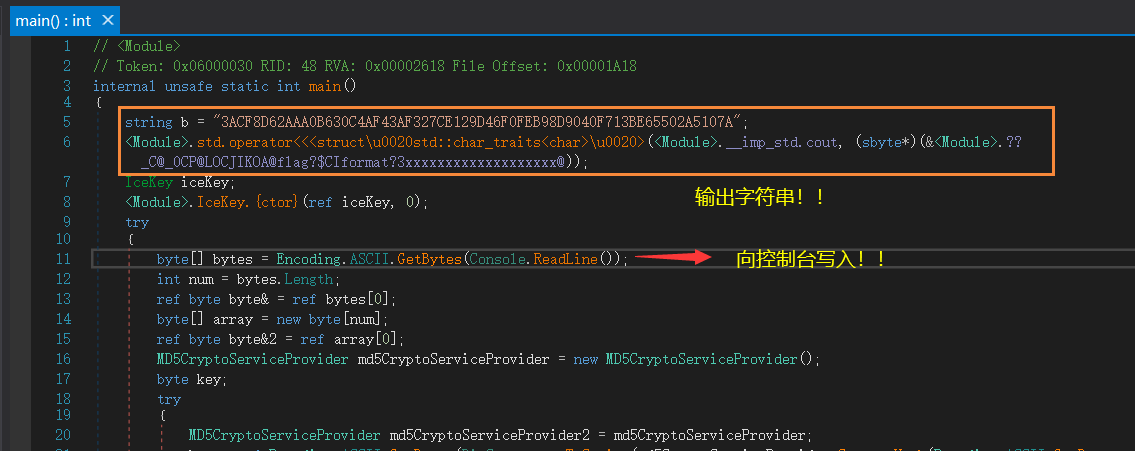 main() : int ×
1 // <Module>
2 // Token: 0x06000030 RID: 48 RVA: 0x00002618 File Offset: 0x00001A18
3 internal unsafe static int main()
4 {
5 string b = "3ACF8D62AAA0B630C4AF43AF327CE129D46F0FEB98D9040F713BE65502A5107A";
6 <Module>.std.operator<<<struct\u0020std::char_traits<char>\u0020>(<Module>.__imp_std.cout, (sbyte*)(&<Module>.??
_C@_0CP@LOCJIKOA@flag?$CIformat?3xxxxxxxxxxxxxxxxxxx@));
7 IceKey iceKey;
输出字符串！！
8 <Module>.IceKey.{ctor}(ref iceKey, 0);
9 try
10 {
11 byte[] bytes = Encoding.ASCII.GetBytes(Console.ReadLine());
向控制台写入！！
12 int num = bytes.Length;
13 ref byte byte& = ref bytes[0];
14 byte[] array = new byte[num];
15 ref byte byte&2 = ref array[0];
16 MD5CryptoServiceProvider md5CryptoServiceProvider = new MD5CryptoServiceProvider();
17 byte key;
18 try
19 {
20 MD5CryptoServiceProvider md5CryptoServiceProvider2 = md5CryptoServiceProvider;